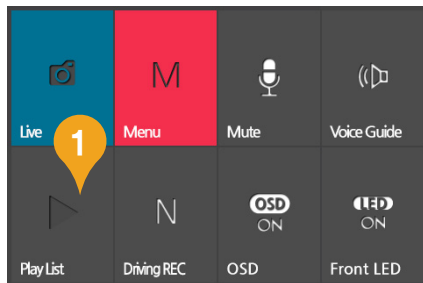 M
Live
Menu
Mute
Voice Guide
1
N
OSD
ON
LED
ON
Play List
Driving REC
OSD
Front LED